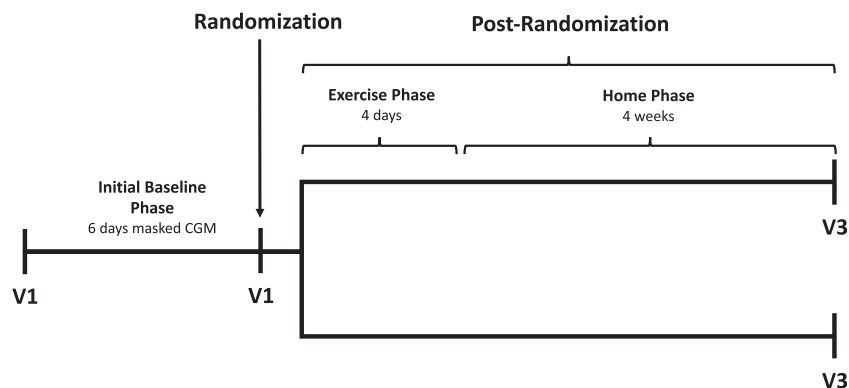 Randomization
Post-Randomization
Exercise Phase
4 days
Home Phase
4 weeks
Initial Baseline
Phase
6 days masked CGM
V1
V1
V3
V3